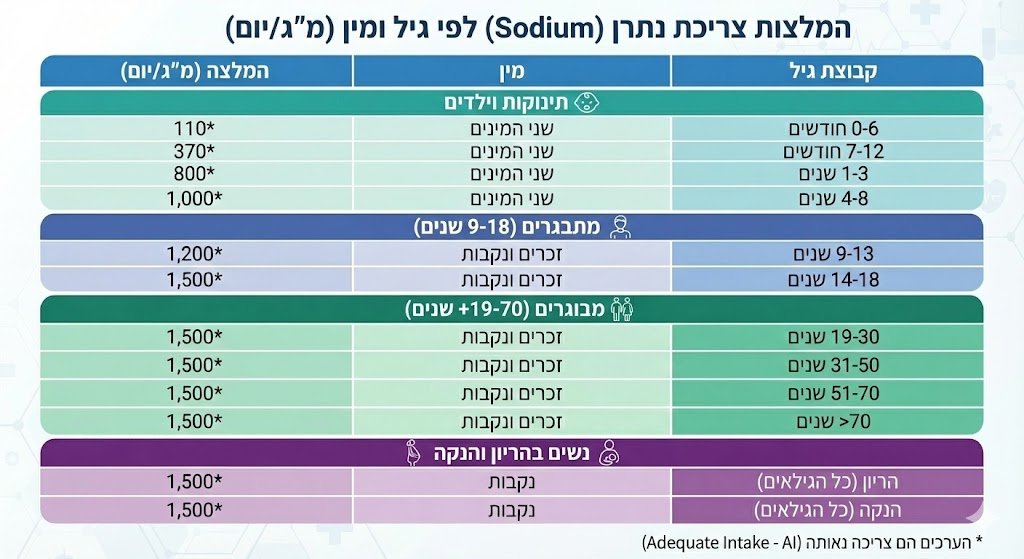 המלצות צריכת נתרן (Sodium) לפי גיל ומין (מ"ג/יום)
קבוצת גיל מין המלצה (מ"ג/יום)
תינוקות וילדים
0-6 חודשים שני המינים 110*
7-12 חודשים שני המינים 370*
1-3 שנים שני המינים 800*
4-8 שנים שני המינים 1,000*
מתבגרים (9-18 שנים)
9-13 שנים זכרים ונקבות 1,200*
14-18 שנים זכרים ונקבות 1,500*
מבוגרים (19-70+ שנים)
19-30 שנים זכרים ונקבות 1,500*
31-50 שנים זכרים ונקבות 1,500*
51-70 שנים זכרים ונקבות 1,500*
>70 שנים זכרים ונקבות 1,500*
נשים בהריון והנקה
הריון (כל הגילאים) נקבות 1,500*
הנקה (כל הגילאים) נקבות 1,500*
* הערכים הם צריכה נאותה (Adequate Intake - AI)